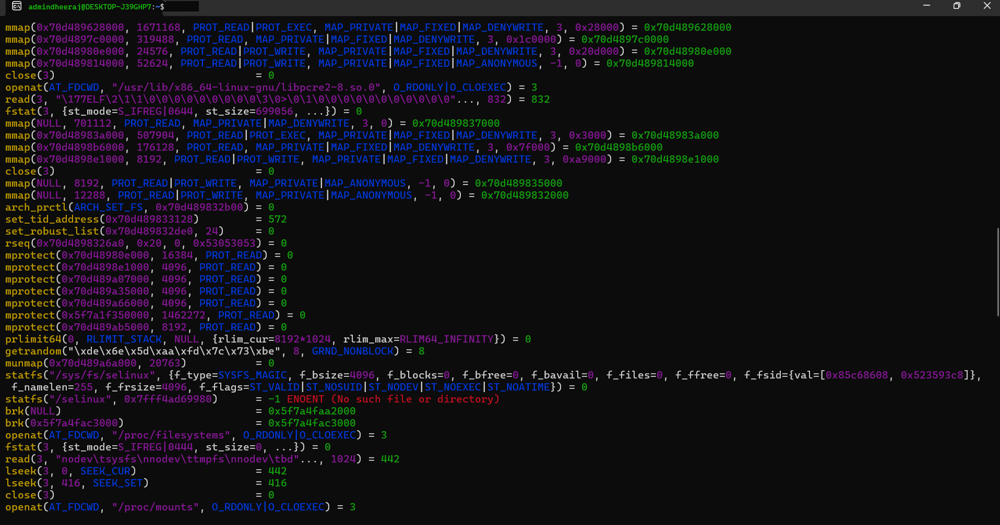 admindheeraj@DESKTOP-J39GHP7:~$
mmap(0x70d489628000, 1671168, PROT_READ|PROT_EXEC, MAP_PRIVATE|MAP_FIXED|MAP_DENYWRITE, 3, 0x28000) = 0x70d489628000
mmap(0x70d4897c0000, 319488, PROT_READ, MAP_PRIVATE|MAP_FIXED|MAP_DENYWRITE, 3, 0x1c0000) = 0x70d4897c0000
mmap(0x70d48980e000, 24576, PROT_READ|PROT_WRITE, MAP_PRIVATE|MAP_FIXED|MAP_DENYWRITE, 3, 0x20d000) = 0x70d48980e000
mmap(0x70d489814000, 52624, PROT_READ|PROT_WRITE, MAP_PRIVATE|MAP_FIXED|MAP_ANONYMOUS, -1, 0) = 0x70d489814000
close(3)                                = 0
openat(AT_FDCWD, "/usr/lib/x86_64-linux-gnu/libpcre2-8.so.0", O_RDONLY|O_CLOEXEC) = 3
read(3, "\177ELF\2\1\1\0\0\0\0\0\0\0\0\0\3\0>\0\1\0\0\0\0\0\0\0\0\0\0\0"..., 832) = 832
fstat(3, {st_mode=S_IFREG|0644, st_size=699056, ...}) = 0
mmap(NULL, 701112, PROT_READ, MAP_PRIVATE|MAP_DENYWRITE, 3, 0) = 0x70d489837000
mmap(0x70d48983a000, 507904, PROT_READ|PROT_EXEC, MAP_PRIVATE|MAP_FIXED|MAP_DENYWRITE, 3, 0x3000) = 0x70d48983a000
mmap(0x70d4898b6000, 176128, PROT_READ, MAP_PRIVATE|MAP_FIXED|MAP_DENYWRITE, 3, 0x7f000) = 0x70d4898b6000
mmap(0x70d4898e1000, 8192, PROT_READ|PROT_WRITE, MAP_PRIVATE|MAP_FIXED|MAP_DENYWRITE, 3, 0xa9000) = 0x70d4898e1000
close(3)                                = 0
mmap(NULL, 8192, PROT_READ|PROT_WRITE, MAP_PRIVATE|MAP_ANONYMOUS, -1, 0) = 0x70d489835000
mmap(NULL, 12288, PROT_READ|PROT_WRITE, MAP_PRIVATE|MAP_ANONYMOUS, -1, 0) = 0x70d489832000
arch_prctl(ARCH_SET_FS, 0x70d489832b00) = 0
set_tid_address(0x70d489833128)         = 572
set_robust_list(0x70d489832de0, 24)     = 0
rseq(0x70d4898326a0, 0x20, 0, 0x53053053) = 0
mprotect(0x70d48980e000, 16384, PROT_READ) = 0
mprotect(0x70d4898e1000, 4096, PROT_READ) = 0
mprotect(0x70d489a07000, 4096, PROT_READ) = 0
mprotect(0x70d489a35000, 4096, PROT_READ) = 0
mprotect(0x70d489a66000, 4096, PROT_READ) = 0
mprotect(0x5f7a1f350000, 1462272, PROT_READ) = 0
mprotect(0x70d489ab5000, 8192, PROT_READ) = 0
prlimit64(0, RLIMIT_STACK, NULL, {rlim_cur=8192*1024, rlim_max=RLIM64_INFINITY}) = 0
getrandom("\xde\x6e\x5d\xaa\xfd\x7c\x73\xbe", 8, GRND_NONBLOCK) = 8
munmap(0x70d489a6a000, 20763)           = 0
statfs("/sys/fs/selinux", {f_type=SYSFS_MAGIC, f_bsize=4096, f_blocks=0, f_bfree=0, f_bavail=0, f_files=0, f_ffree=0, f_fsid={val=[0x85c68608, 0x523593c8]},
 f_namelen=255, f_frsize=4096, f_flags=ST_VALID|ST_NOSUID|ST_NODEV|ST_NOEXEC|ST_NOATIME}) = 0
statfs("/selinux", 0x7fff4ad69980)      = -1 ENOENT (No such file or directory)
brk(NULL)                               = 0x5f7a4faa2000
brk(0x5f7a4fac3000)                     = 0x5f7a4fac3000
openat(AT_FDCWD, "/proc/filesystems", O_RDONLY|O_CLOEXEC) = 3
fstat(3, {st_mode=S_IFREG|0444, st_size=0, ...}) = 0
read(3, "nodev\tsysfs\nnodev\ttmpfs\nnodev\tbd"..., 1024) = 442
lseek(3, 0, SEEK_CUR)                   = 442
lseek(3, 416, SEEK_SET)                 = 416
close(3)                                = 0
openat(AT_FDCWD, "/proc/mounts", O_RDONLY|O_CLOEXEC) = 3